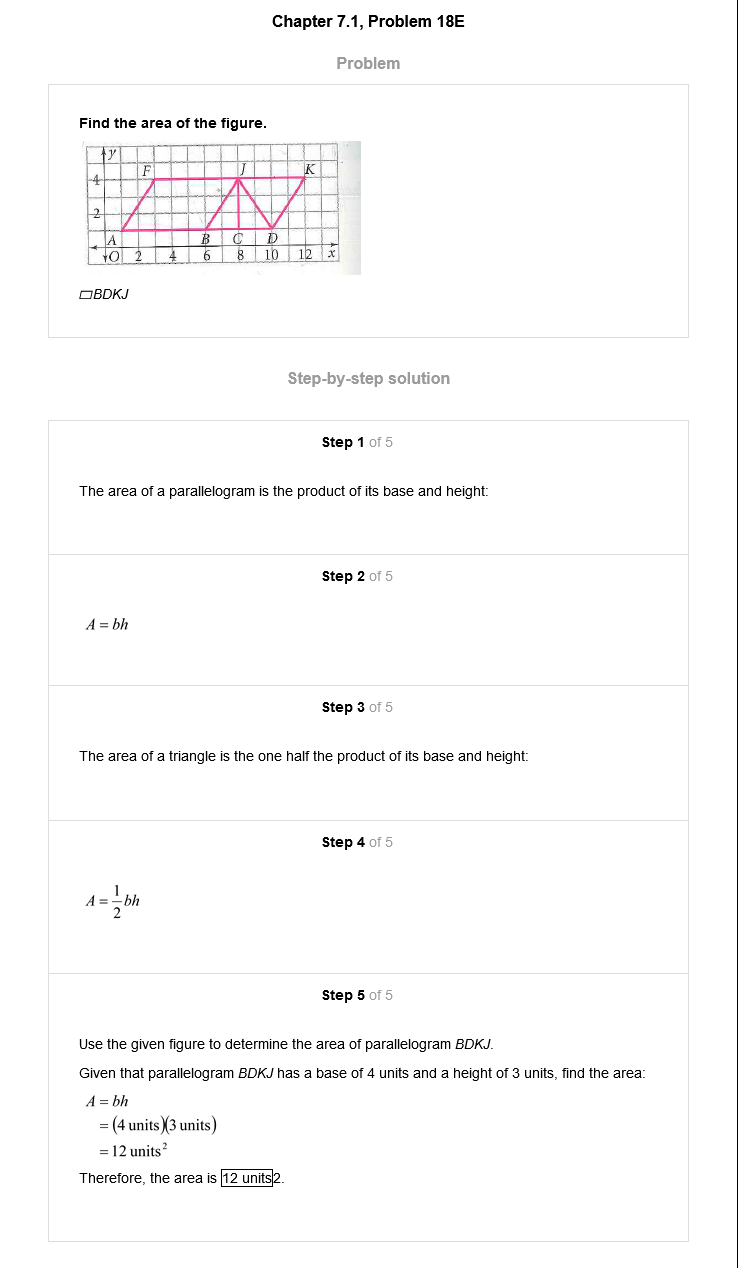 Chapter 7.1, Problem 18E
Problem
Find the area of the figure.
y
F J K
4
2
A B C D
O 2 4 6 8 10 12 x
▱BDKJ
Step-by-step solution
Step 1 of 5
The area of a parallelogram is the product of its base and height:
Step 2 of 5
A = bh
Step 3 of 5
The area of a triangle is the one half the product of its base and height:
Step 4 of 5
A = 1/2 bh
Step 5 of 5
Use the given figure to determine the area of parallelogram BDKJ.
Given that parallelogram BDKJ has a base of 4 units and a height of 3 units, find the area:
A = bh
= (4 units)(3 units)
= 12 units²
Therefore, the area is 12 units2.